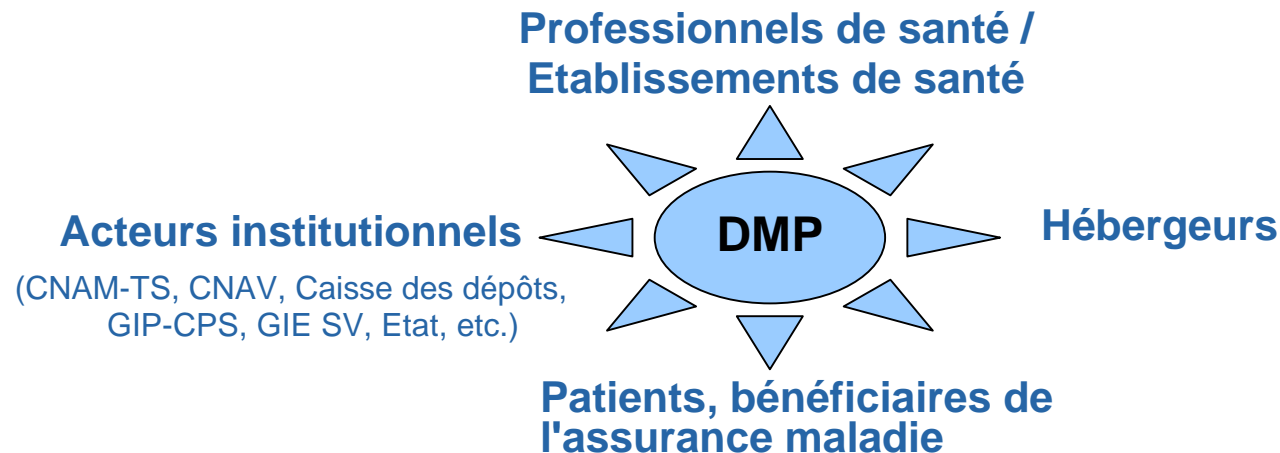 Professionnels de santé /
Etablissements de santé
Acteurs institutionnels
(CNAM-TS, CNAV, Caisse des dépôts,
GIP-CPS, GIE SV, Etat, etc.)
DMP
Hébergeurs
Patients, bénéficiaires de
l'assurance maladie